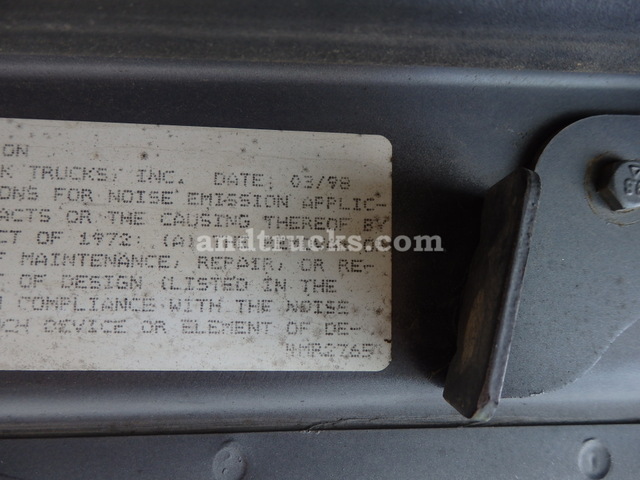 ON
K TRUCKS, INC. DATE: 03/98
ONS FOR NOISE EMISSION APPLIC-
ACTS OR THE CAUSING THEREOF BY
CT OF 1972: (A)
andtrucks.com
F MAINTENANCE, REPAIR, OR RE-
OF DESIGN (LISTED IN THE
COMPLIANCE WITH THE NOISE
CH DEVICE OR ELEMENT OF DE-